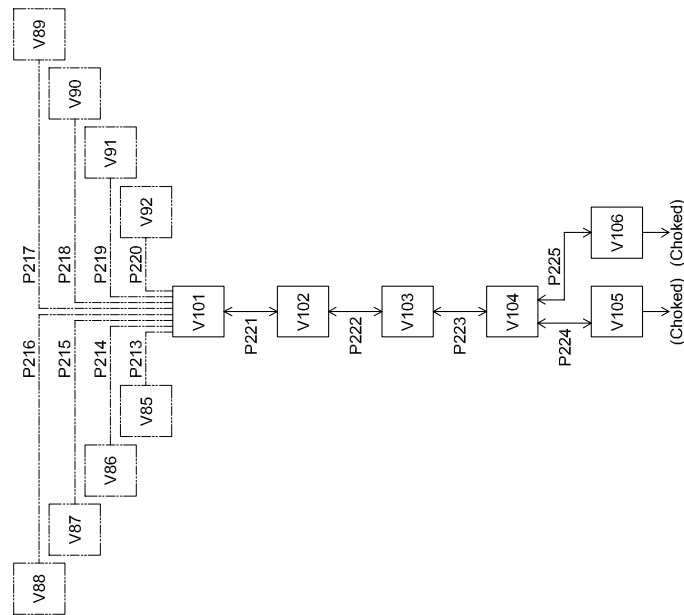 V89
V90
V91
V92
P217
P218
P219
P220
P216
P215
P214
P213
V85
V86
V87
V88
V101
V102
V103
V104
V105
V106
P221
P222
P223
P224
P225
(Choked)
(Choked)